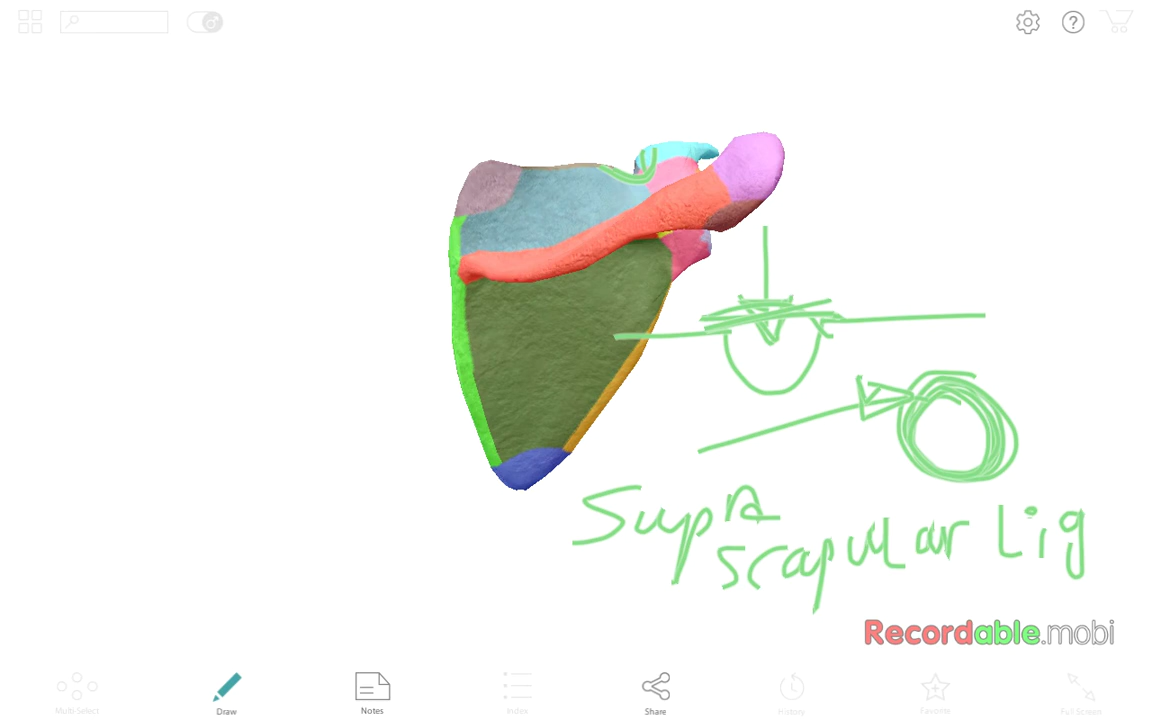 Supra
scapular Lig
Recordable.mobi
Multi-Select
Draw
Notes
Index
Share
History
Favorite
Full Screen